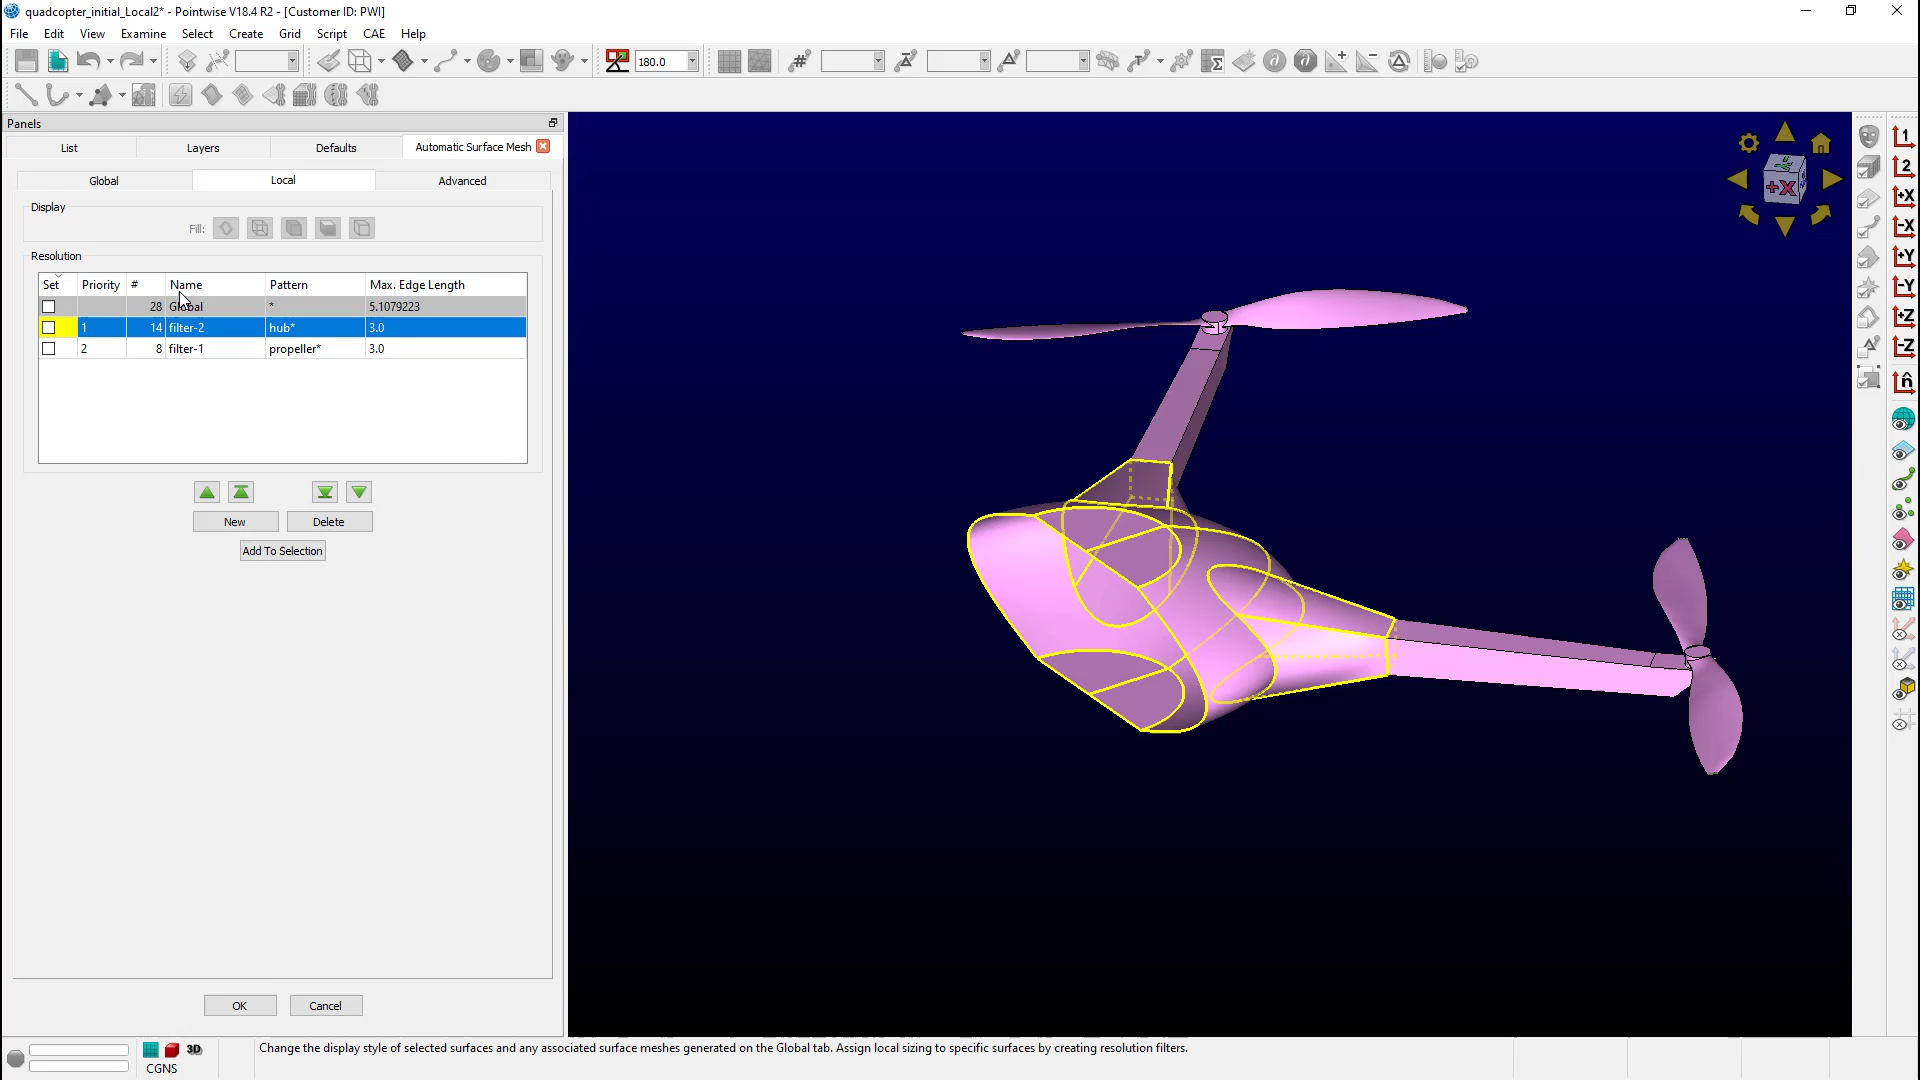 quadcopter_initial_Local2* - Pointwise V18.4 R2 - [Customer ID: PWI]
File Edit View Examine Select Create Grid Script CAE Help
180.0
Panels
List Layers Defaults Automatic Surface Mesh
Global Local Advanced
Display
Fill:
Resolution
Set Priority # Name Pattern Max. Edge Length
28 Global * 5.1079223
1 14 filter-2 hub* 3.0
2 8 filter-1 propeller* 3.0
New Delete
Add To Selection
OK Cancel
+X
1
2
+X
-X
+Y
-Y
+Z
-Z
n̂
3D
CGNS
Change the display style of selected surfaces and any associated surface meshes generated on the Global tab. Assign local sizing to specific surfaces by creating resolution filters.